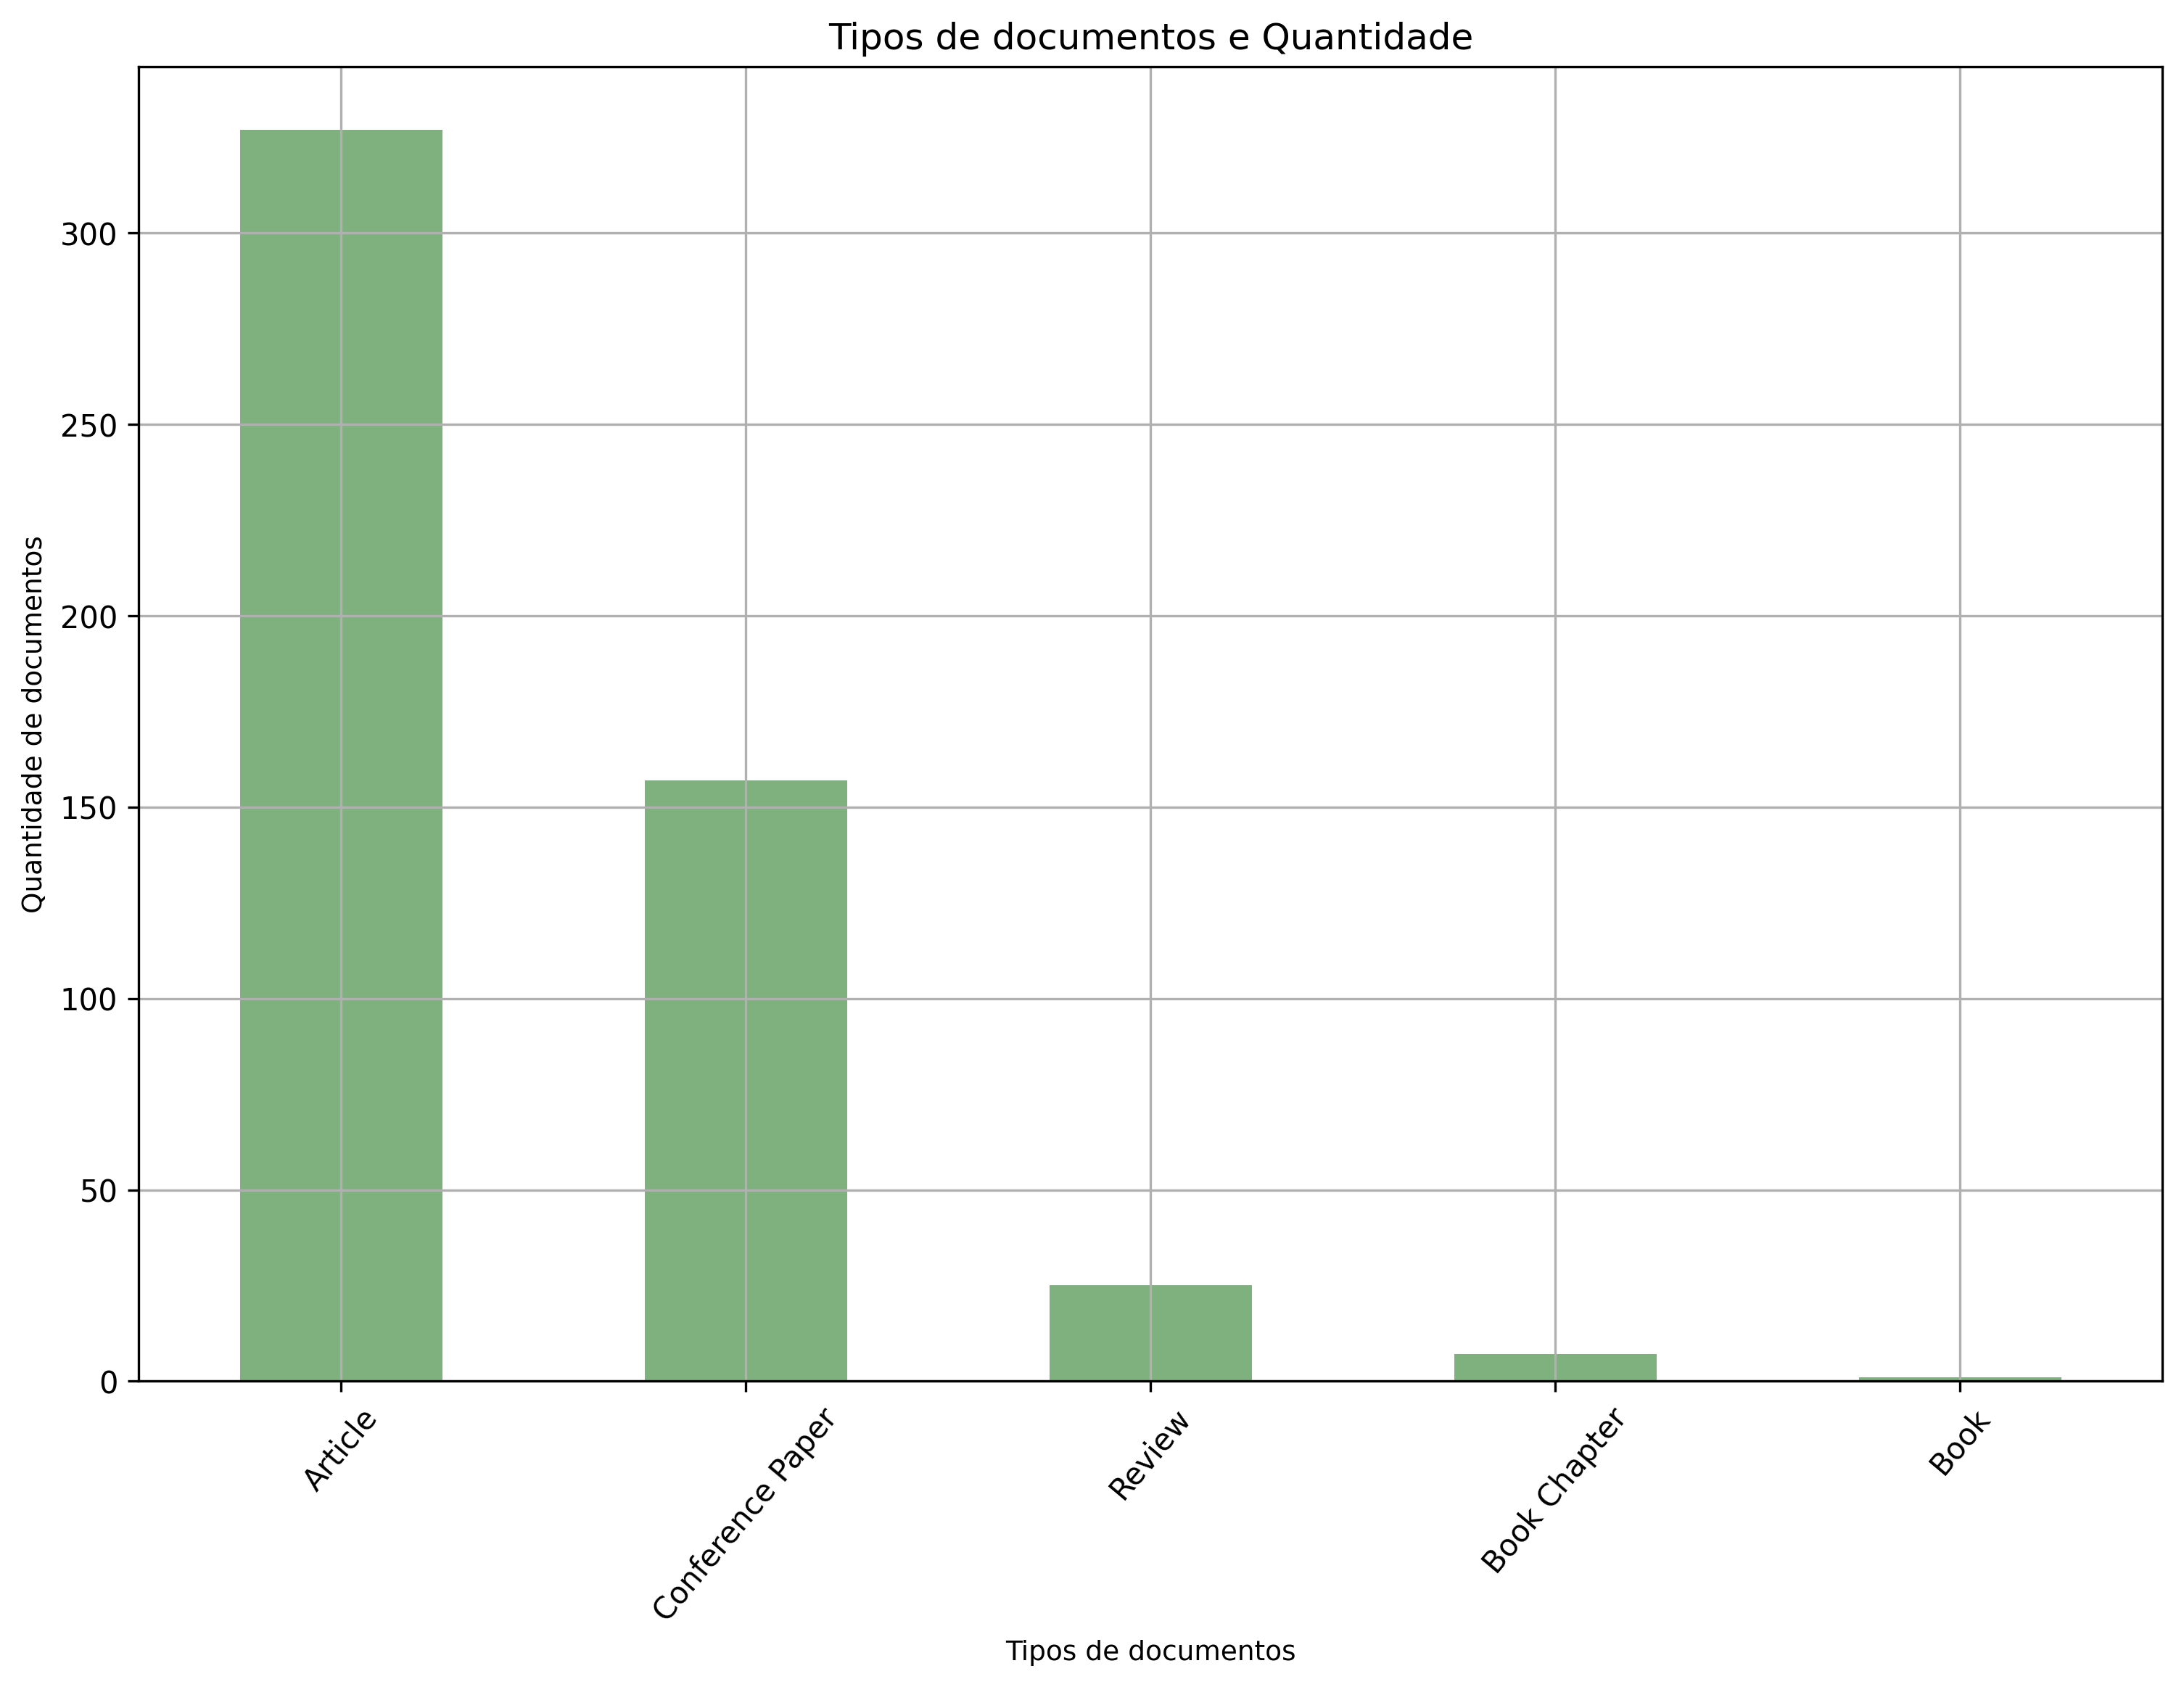 Tipos de documentos e Quantidade
Quantidade de documentos
300
250
200
150
100
50
0
Article
Conference Paper
Review
Book Chapter
Book
Tipos de documentos